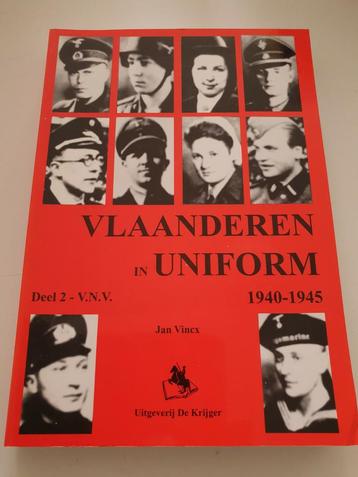 VLAANDEREN
IN UNIFORM
Deel 2 - V.N.V. 1940-1945
Jan Vincx
Uitgeverij De Krijger